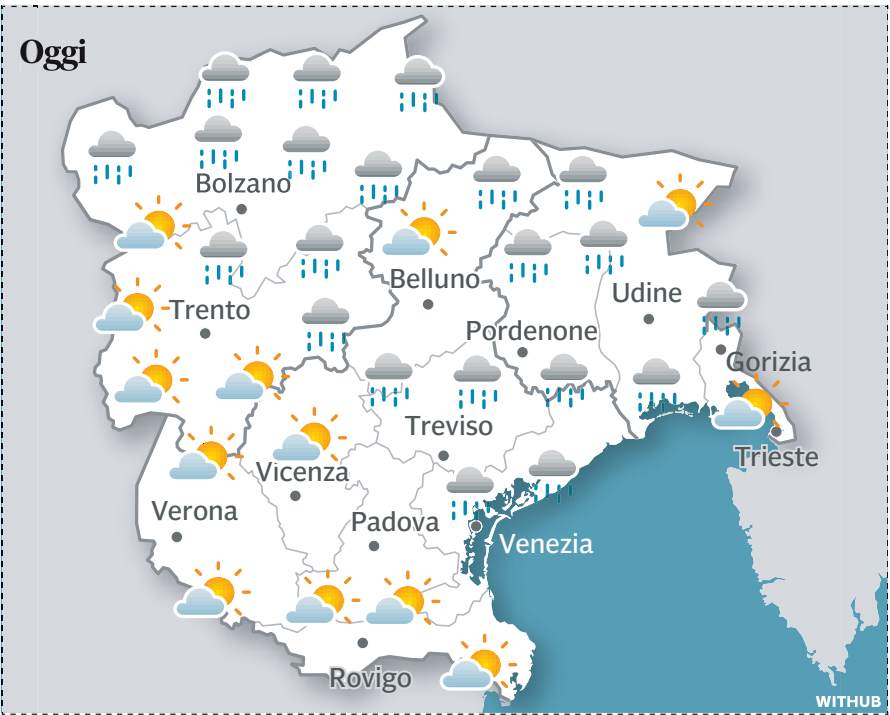 Oggi
Bolzano
Belluno
Trento
Udine
Pordenone
Gorizia
Treviso
Trieste
Vicenza
Verona
Padova
Venezia
Rovigo
WITHUB